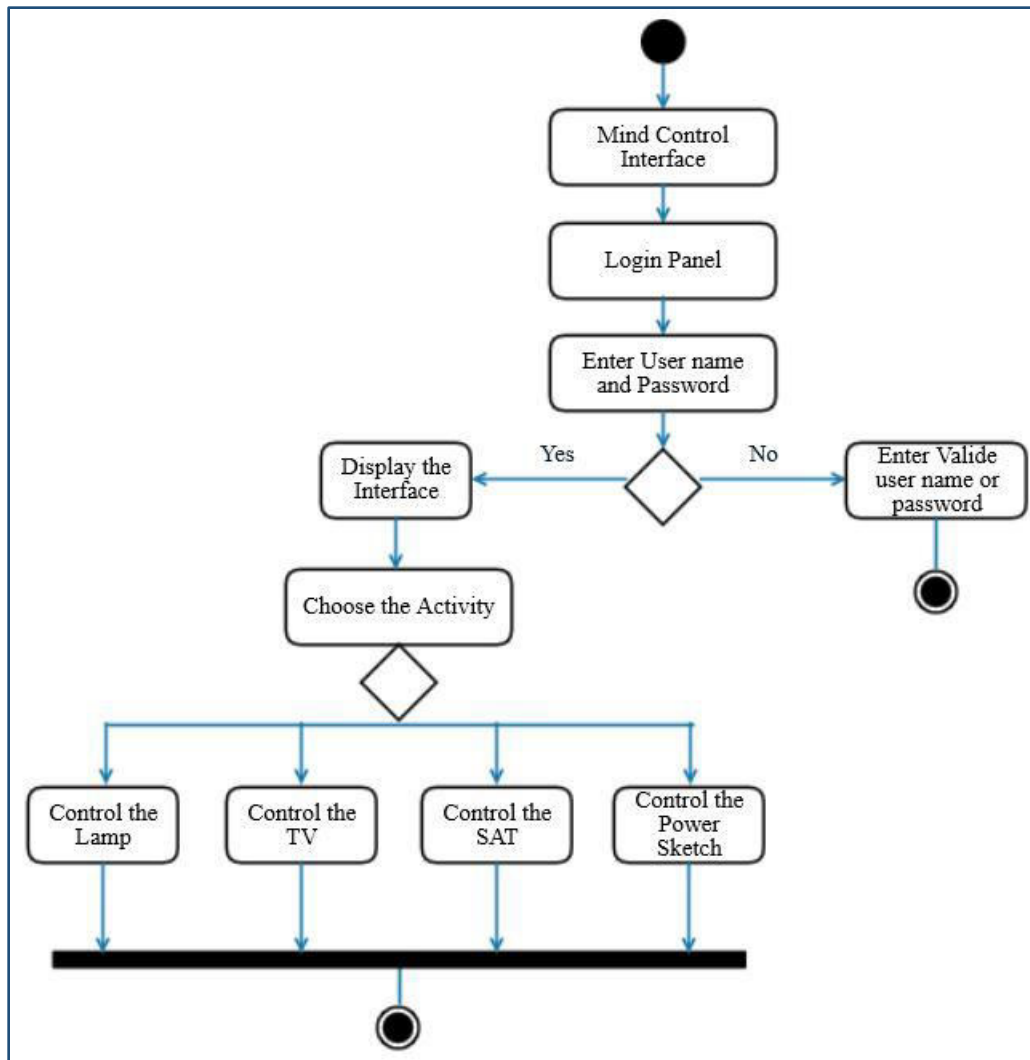 Mind Control
Interface
Login Panel
Enter User name
and Password
Yes
No
Display the
Interface
Enter Valide
user name or
password
Choose the Activity
Control the
Lamp
Control the
TV
Control the
SAT
Control the
Power
Sketch